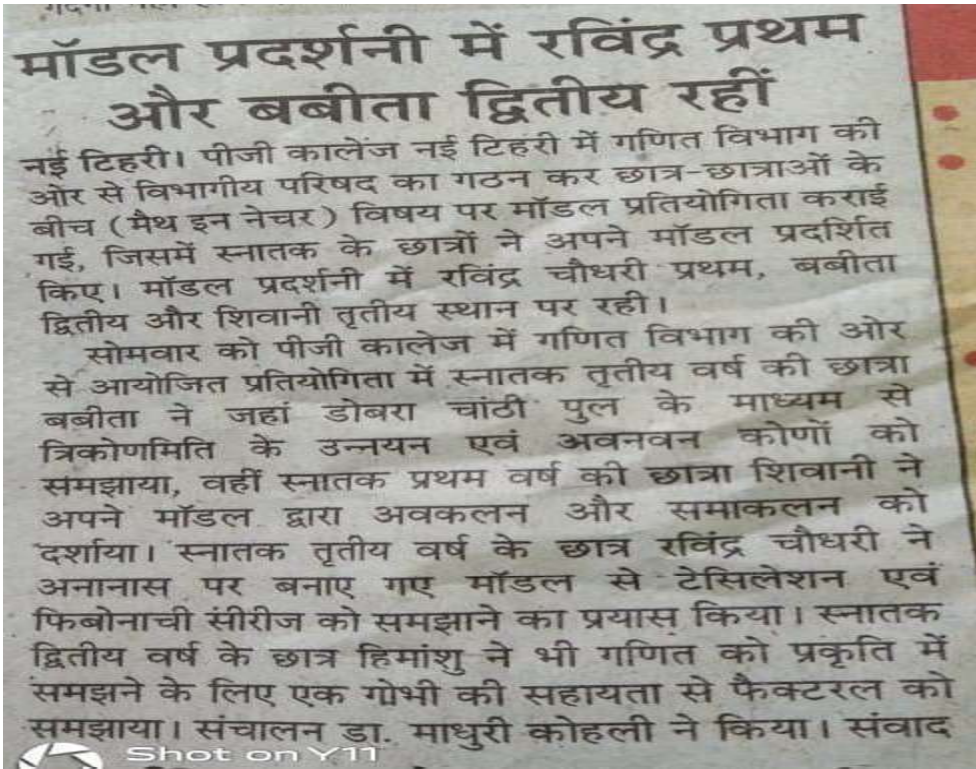 मॉडल प्रदर्शनी में रविंद्र प्रथम
और बबीता द्वितीय रहीं
नई टिहरी। पीजी कालेज नई टिहरी में गणित विभाग की
ओर से विभागीय परिषद का गठन कर छात्र-छात्राओं के
बीच (मैथ इन नेचर) विषय पर मॉडल प्रतियोगिता कराई
गई, जिसमें स्नातक के छात्रों ने अपने मॉडल प्रदर्शित
किए। मॉडल प्रदर्शनी में रविंद्र चौधरी प्रथम, बबीता
द्वितीय और शिवानी तृतीय स्थान पर रही।
सोमवार को पीजी कालेज में गणित विभाग की ओर
से आयोजित प्रतियोगिता में स्नातक तृतीय वर्ष की छात्रा
बबीता ने जहां डोबरा चांठी पुल के माध्यम से
त्रिकोणमिति के उन्नयन एवं अवनवन कोणों को
समझाया, वहीं स्नातक प्रथम वर्ष की छात्रा शिवानी ने
अपने मॉडल द्वारा अवकलन और समाकलन को
दर्शाया। स्नातक तृतीय वर्ष के छात्र रविंद्र चौधरी ने
अनानास पर बनाए गए मॉडल से टेसिलेशन एवं
फिबोनाची सीरीज को समझाने का प्रयास किया। स्नातक
द्वितीय वर्ष के छात्र हिमांशु ने भी गणित को प्रकृति में
समझने के लिए एक गोभी की सहायता से फैक्टरल को
समझाया। संचालन डा. माधुरी कोहली ने किया। संवाद
Shot on Y11